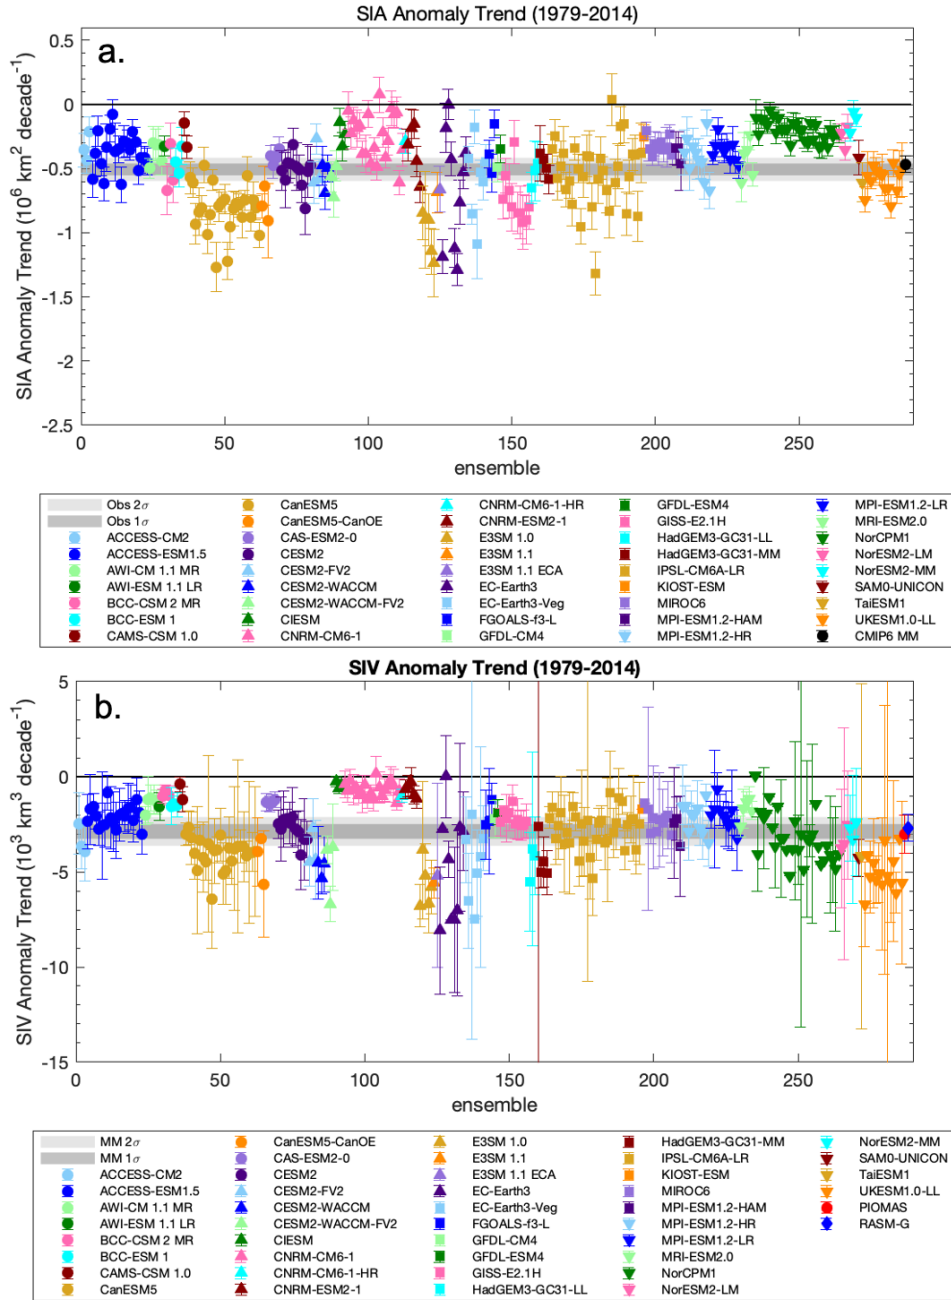 SIA Anomaly Trend (1979-2014)
a.
SIA Anomaly Trend (10⁶ km² decade⁻¹)
0.5
0
-0.5
-1
-1.5
-2
-2.5
0 50 100 150 200 250
ensemble
Obs 2σ
Obs 1σ
ACCESS-CM2
ACCESS-ESM1.5
AWI-CM 1.1 MR
AWI-ESM 1.1 LR
BCC-CSM 2 MR
BCC-ESM 1
CAMS-CSM 1.0
CanESM5
CanESM5-CanOE
CAS-ESM2-0
CESM2
CESM2-FV2
CESM2-WACCM
CESM2-WACCM-FV2
CIESM
CNRM-CM6-1
CNRM-CM6-1-HR
CNRM-ESM2-1
E3SM 1.0
E3SM 1.1
E3SM 1.1 ECA
EC-Earth3
EC-Earth3-Veg
FGOALS-f3-L
GFDL-CM4
GFDL-ESM4
GISS-E2.1H
HadGEM3-GC31-LL
HadGEM3-GC31-MM
IPSL-CM6A-LR
KIOST-ESM
MIROC6
MPI-ESM1.2-HAM
MPI-ESM1.2-HR
MPI-ESM1.2-LR
MRI-ESM2.0
NorCPM1
NorESM2-LM
NorESM2-MM
SAM0-UNICON
TaiESM1
UKESM1.0-LL
CMIP6 MM
SIV Anomaly Trend (1979-2014)
b.
SIV Anomaly Trend (10³ km³ decade⁻¹)
5
0
-5
-10
-15
0 50 100 150 200 250
ensemble
MM 2σ
MM 1σ
ACCESS-CM2
ACCESS-ESM1.5
AWI-CM 1.1 MR
AWI-ESM 1.1 LR
BCC-CSM 2 MR
BCC-ESM 1
CAMS-CSM 1.0
CanESM5
CanESM5-CanOE
CAS-ESM2-0
CESM2
CESM2-FV2
CESM2-WACCM
CESM2-WACCM-FV2
CIESM
CNRM-CM6-1
CNRM-CM6-1-HR
CNRM-ESM2-1
E3SM 1.0
E3SM 1.1
E3SM 1.1 ECA
EC-Earth3
EC-Earth3-Veg
FGOALS-f3-L
GFDL-CM4
GFDL-ESM4
GISS-E2.1H
HadGEM3-GC31-LL
HadGEM3-GC31-MM
IPSL-CM6A-LR
KIOST-ESM
MIROC6
MPI-ESM1.2-HAM
MPI-ESM1.2-HR
MPI-ESM1.2-LR
MRI-ESM2.0
NorCPM1
NorESM2-LM
NorESM2-MM
SAM0-UNICON
TaiESM1
UKESM1.0-LL
PIOMAS
RASM-G